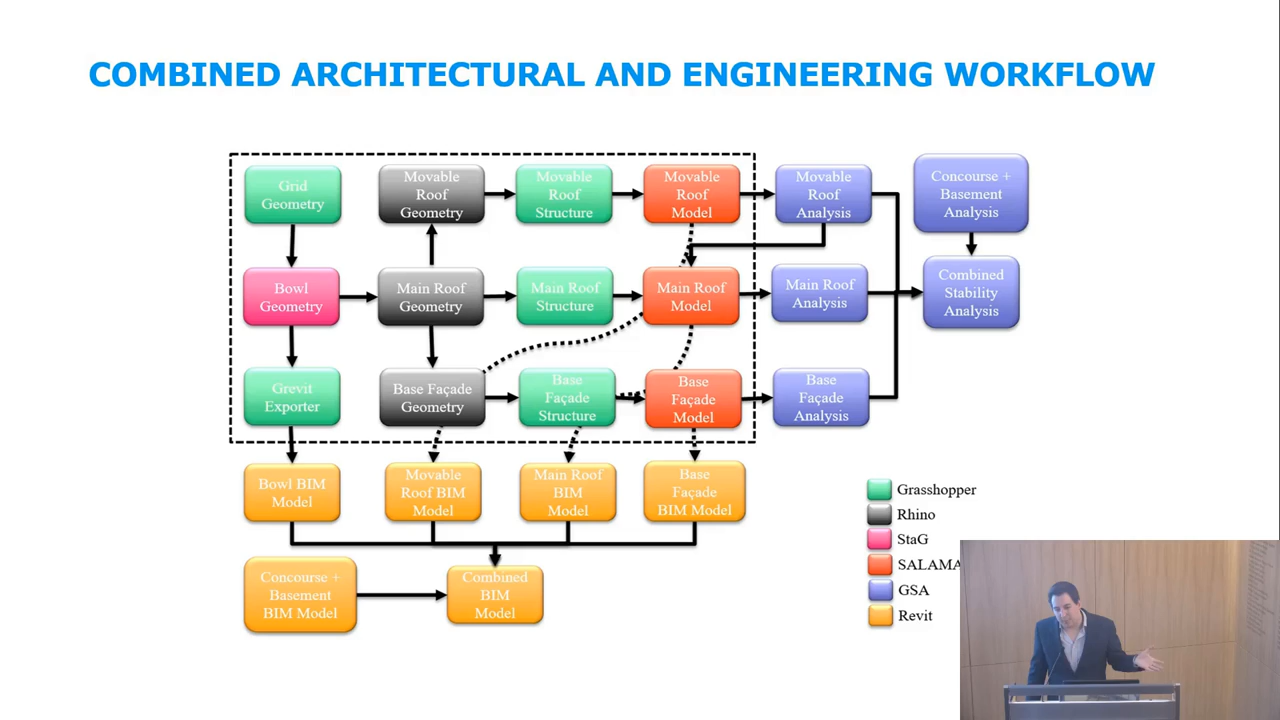 COMBINED ARCHITECTURAL AND ENGINEERING WORKFLOW
Grid
Geometry
Movable
Roof
Geometry
Movable
Roof
Structure
Movable
Roof
Model
Movable
Roof
Analysis
Concourse +
Basement
Analysis
Bowl
Geometry
Main Roof
Geometry
Main Roof
Structure
Main Roof
Model
Main Roof
Analysis
Combined
Stability
Analysis
Grevit
Exporter
Base Façade
Geometry
Base
Façade
Structure
Base
Façade
Model
Base
Façade
Analysis
Bowl BIM
Model
Movable
Roof BIM
Model
Main Roof
BIM
Model
Base
Façade
BIM Model
Concourse +
Basement
BIM Model
Combined
BIM
Model
Grasshopper
Rhino
StaG
SALAMA
GSA
Revit